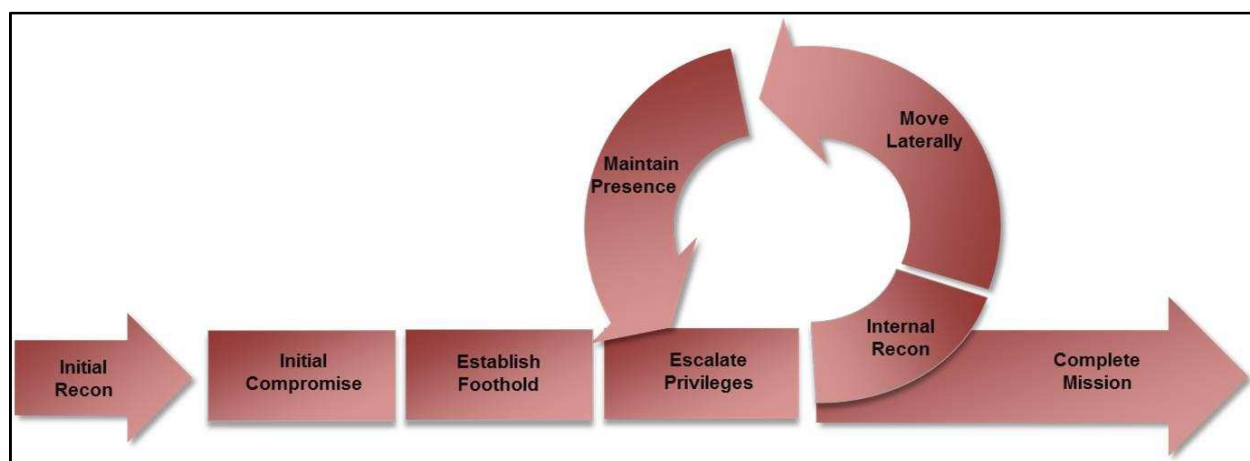 Initial
Recon
Initial
Compromise
Establish
Foothold
Escalate
Privileges
Maintain
Presence
Move
Laterally
Internal
Recon
Complete
Mission